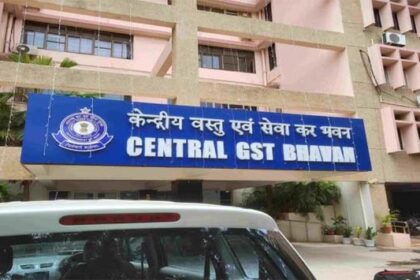 केन्द्रीय वस्तु एवं सेवा कर भवन
CENTRAL GST BHAVAN